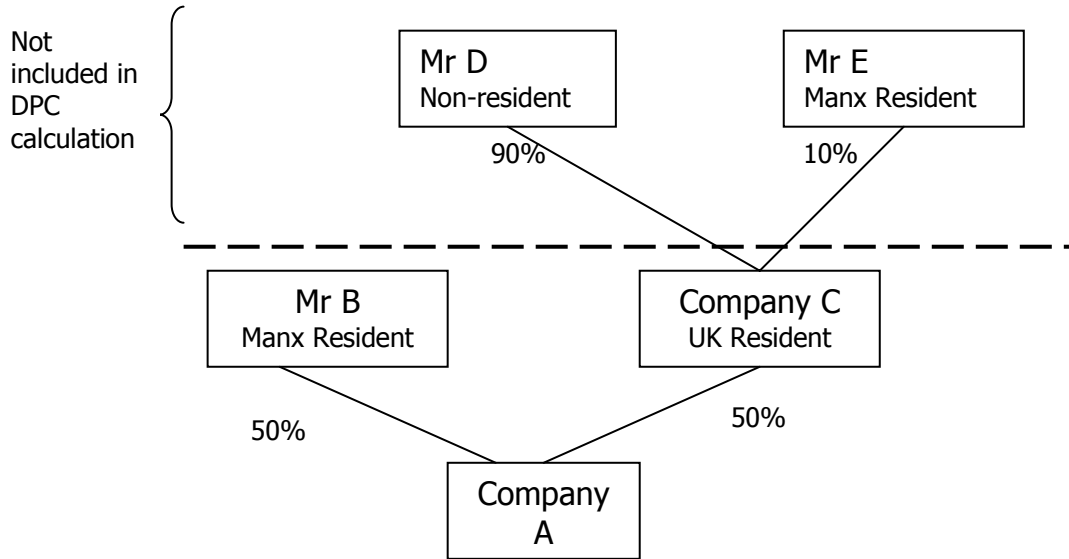 Not
included in
DPC
calculation
Mr D
Non-resident
Mr E
Manx Resident
90%
10%
Mr B
Manx Resident
Company C
UK Resident
50%
50%
Company
A